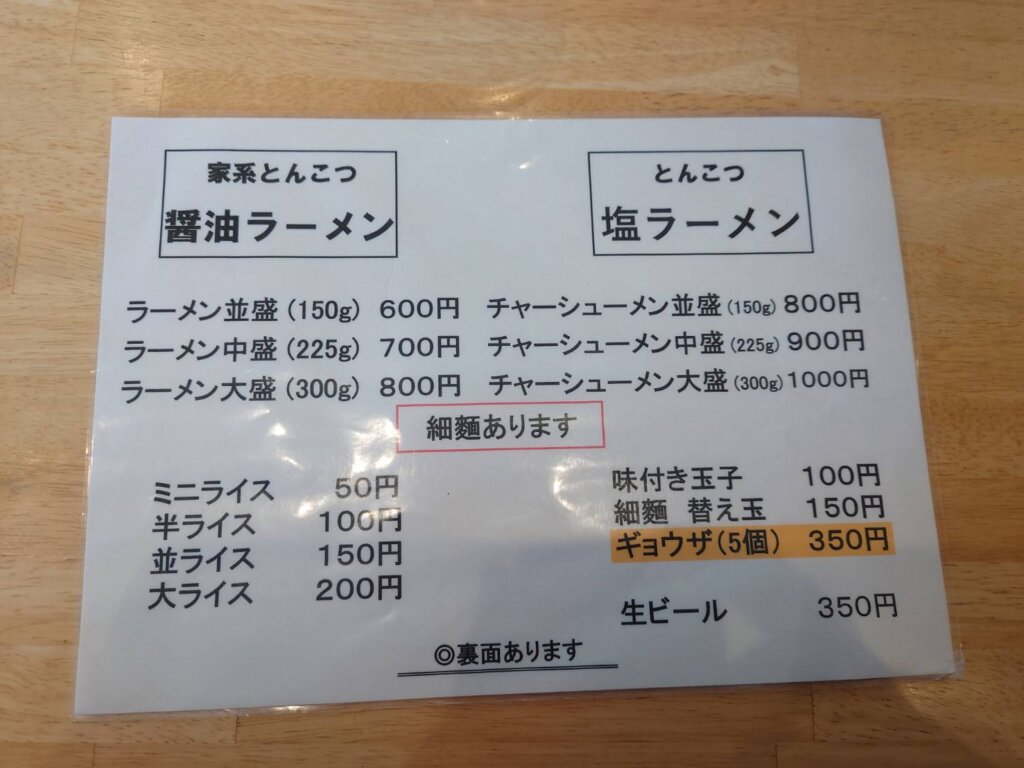 家系とんこつ
醤油ラーメン
とんこつ
塩ラーメン
ラーメン並盛(150g) 600円 チャーシューメン並盛(150g) 800円
ラーメン中盛(225g) 700円 チャーシューメン中盛(225g) 900円
ラーメン大盛(300g) 800円 チャーシューメン大盛(300g) 1000円
細麺あります
ミニライス 50円
半ライス 100円
並ライス 150円
大ライス 200円
味付き玉子 100円
細麺 替え玉 150円
ギョウザ(5個) 350円
生ビール 350円
◎裏面あります